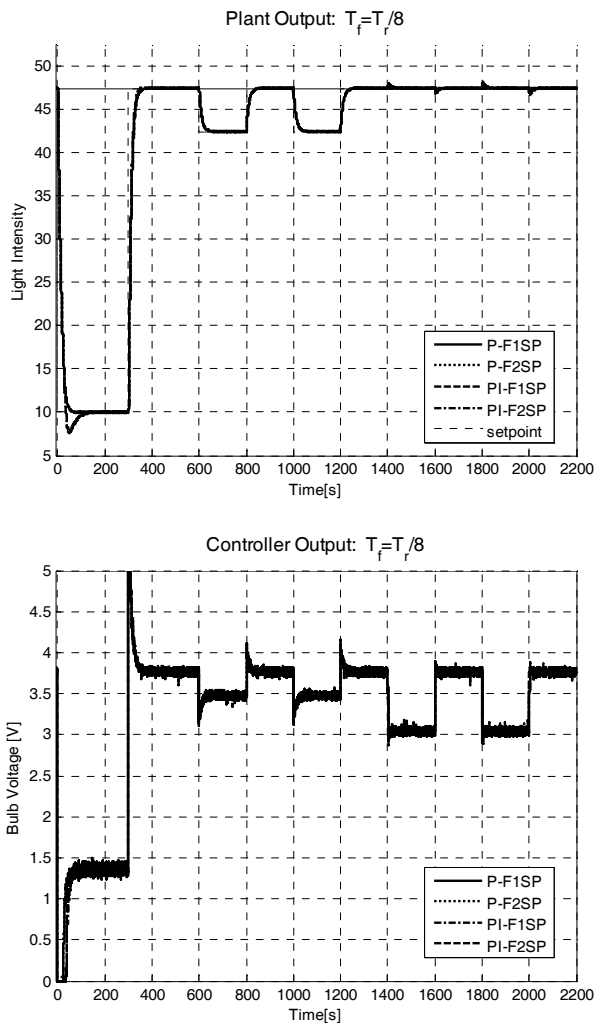 Plant Output: T_f=T_r/8
50
45
40
35
30
25
20
15
10
5
Light Intensity
P-F1SP
P-F2SP
PI-F1SP
PI-F2SP
setpoint
0 200 400 600 800 1000 1200 1400 1600 1800 2000 2200
Time[s]
Controller Output: T_f=T_r/8
5
4.5
4
3.5
3
2.5
2
1.5
1
0.5
0
Bulb Voltage [V]
P-F1SP
P-F2SP
PI-F1SP
PI-F2SP
0 200 400 600 800 1000 1200 1400 1600 1800 2000 2200
Time[s]